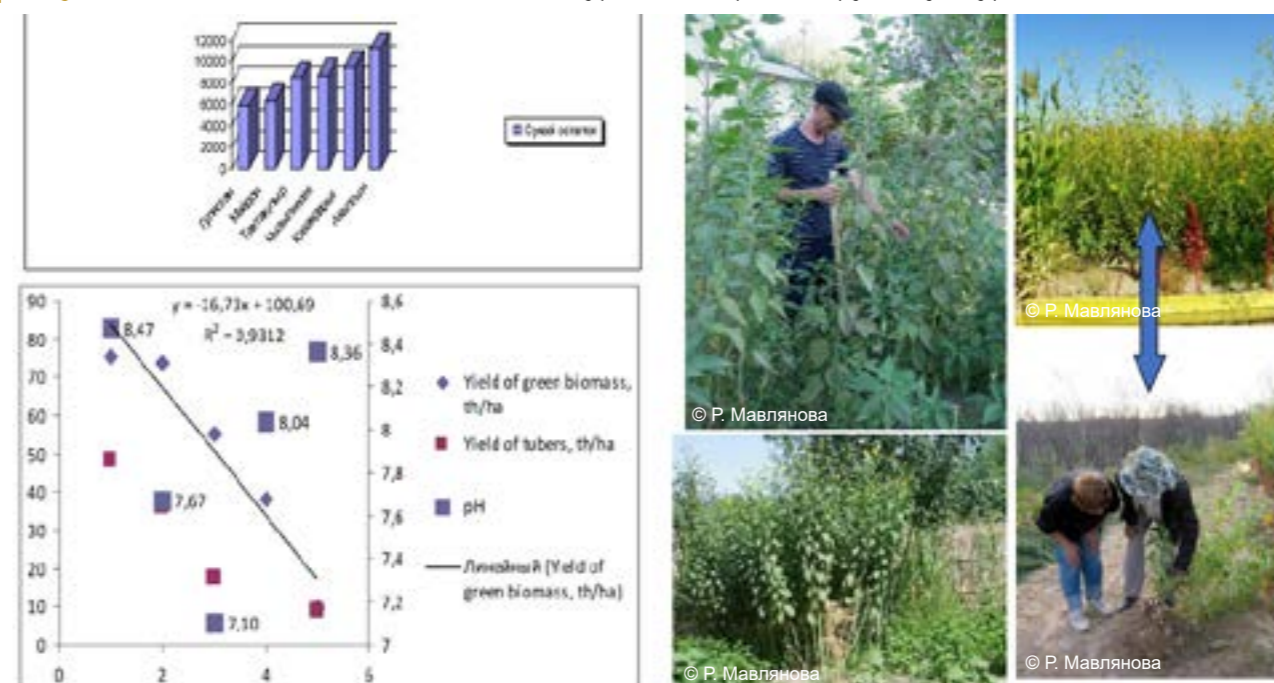 12000
10000
8000
6000
4000
2000
0
Сухой остаток
90
80
70
60
50
40
30
20
10
0
y = -16,73x + 100,69
8,6
8,4
8,2
8
7,8
7,6
7,4
7,2
7
8,47
8,36
8,04
7,67
7,10
Yield of green biomass,
th/ha
Yield of tubers, th/ha
pH
Линейный (Yield of
green biomass, th/ha)
0
2
4
6
© Р. Мавлянова
© Р. Мавлянова
© Р. Мавлянова
© Р. Мавлянова